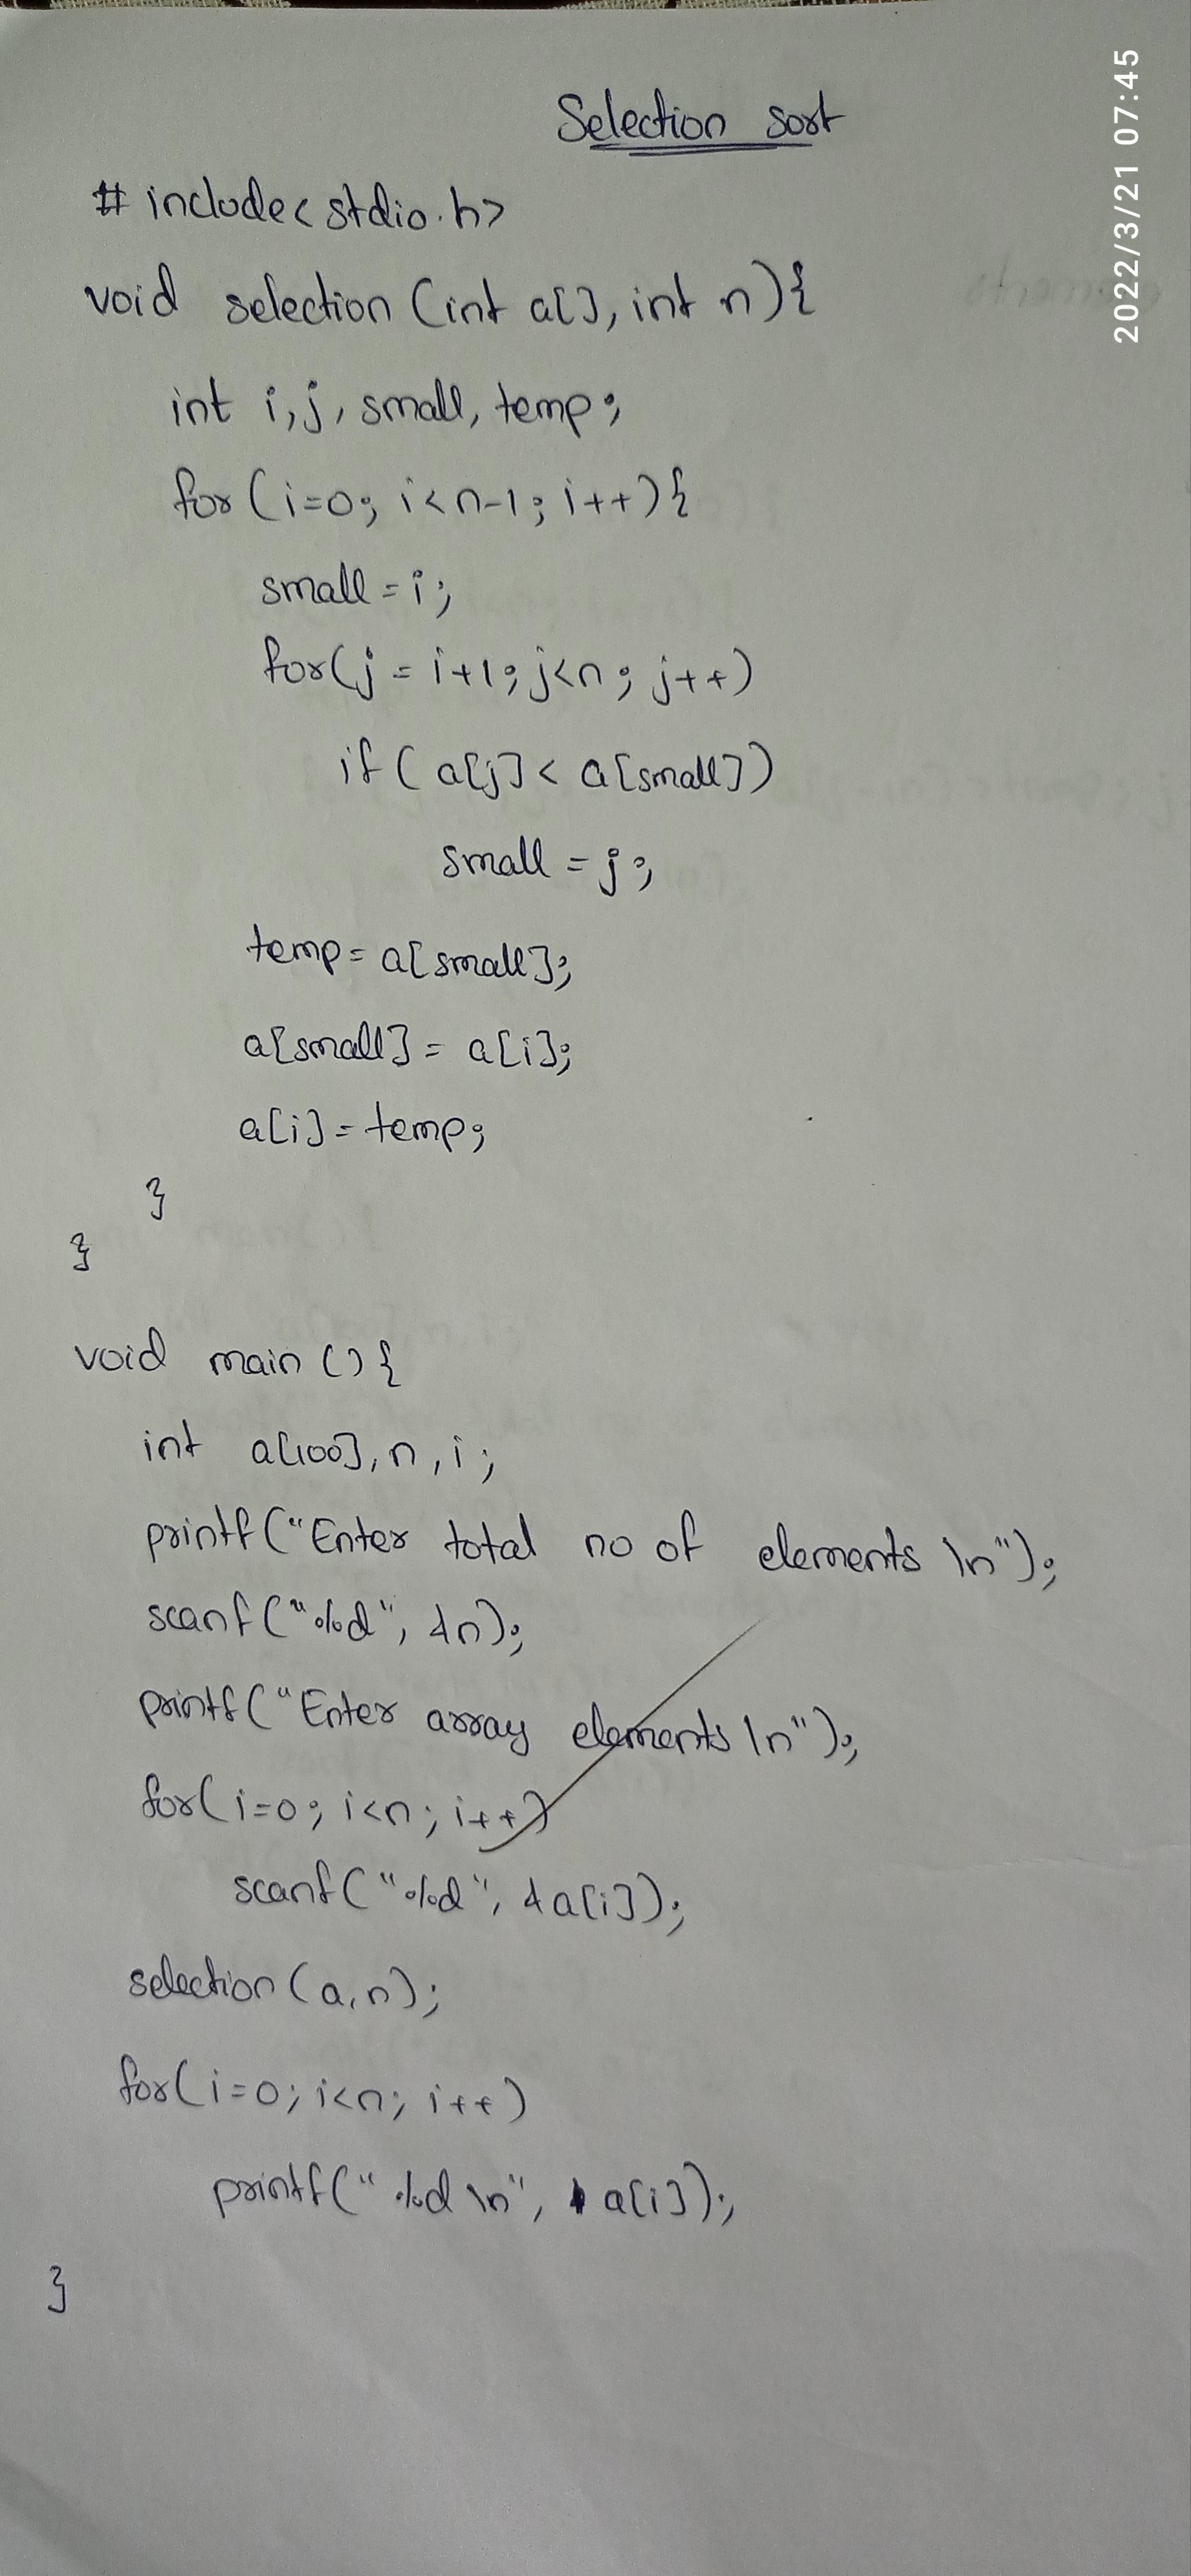 Selection sort
#include<stdio.h>
void selection (int a[], int n){
int i,j, small, temp;
for (i=0; i<n-1; i++){
small = i;
for(j = i+1; j<n; j++)
if (a[j] < a[small])
small = j;
temp = a[small];
a[small] = a[i];
a[i] = temp;
}
}
void main () {
int a[100], n, i;
printf("Enter total no of elements \n");
scanf("%d", &n);
printf("Enter array elements \n");
for(i=0; i<n; i++)
scanf("%d", &a[i]);
selection (a,n);
for(i=0; i<n; i++)
printf("%d \n", a[i]);
}
2022/3/21 07:45